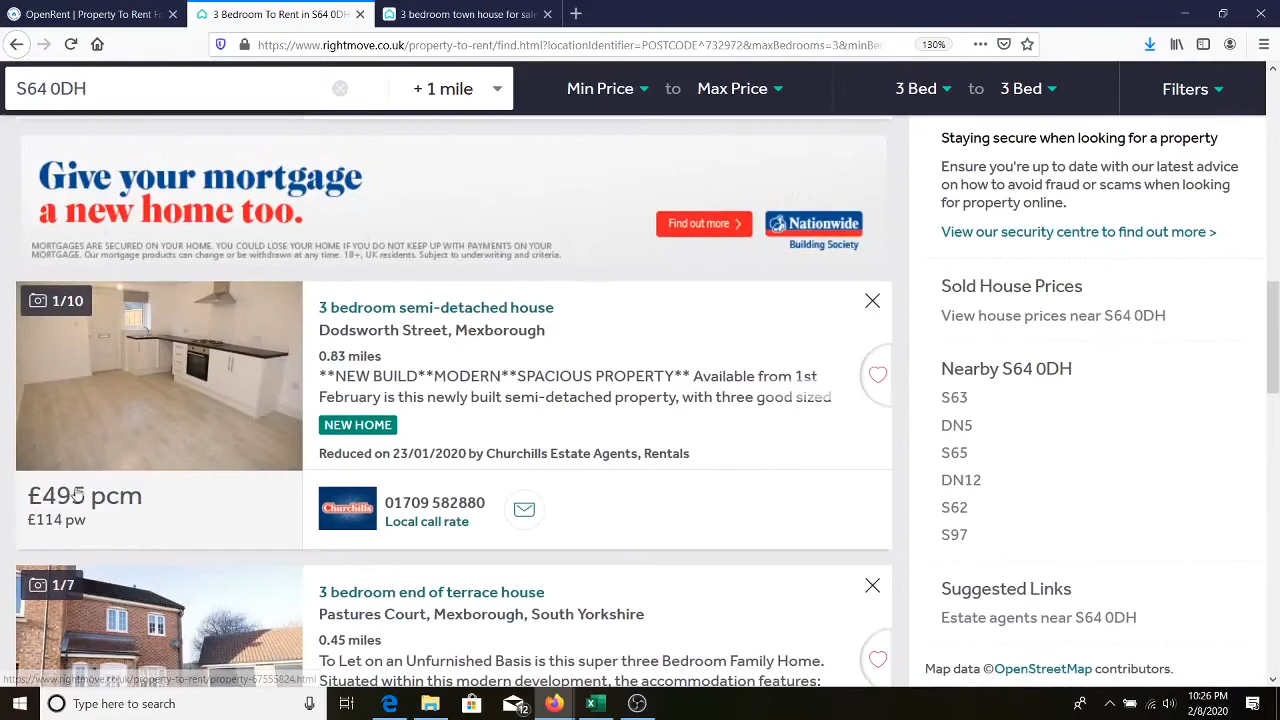 OpenRent | Property To Rent F
3 Bedroom To Rent in S64 0DH
3 bedroom town house for sale
https://www.rightmove.co.uk/property-to-rent/find.html?locationIdentifier=POSTCODE^732972&maxBedrooms=3&minBe
130%
S64 0DH
+ 1 mile
Min Price to Max Price
3 Bed to 3 Bed
Filters
Give your mortgage
a new home too.
Find out more
Nationwide
Building Society
MORTGAGES ARE SECURED ON YOUR HOME. YOU COULD LOSE YOUR HOME IF YOU DO NOT KEEP UP WITH PAYMENTS ON YOUR
MORTGAGE. Our mortgage products can change or be withdrawn at any time. 18+, UK residents. Subject to underwriting and criteria.
1/10
3 bedroom semi-detached house
Dodsworth Street, Mexborough
0.83 miles
**NEW BUILD**MODERN**SPACIOUS PROPERTY** Available from 1st
February is this newly built semi-detached property, with three good sized
NEW HOME
Reduced on 23/01/2020 by Churchills Estate Agents, Rentals
£495 pcm
£114 pw
Churchills
01709 582880
Local call rate
1/7
3 bedroom end of terrace house
Pastures Court, Mexborough, South Yorkshire
0.45 miles
To Let on an Unfurnished Basis is this super three Bedroom Family Home.
Situated within this modern development, the accommodation features:
Staying secure when looking for a property
Ensure you're up to date with our latest advice
on how to avoid fraud or scams when looking
for property online.
View our security centre to find out more >
Sold House Prices
View house prices near S64 0DH
Nearby S64 0DH
S63
DN5
S65
DN12
S62
S97
Suggested Links
Estate agents near S64 0DH
Map data ©OpenStreetMap contributors.
https://www.rightmove.co.uk/property-to-rent/property-67555824.html
Type here to search
12
10:26 PM
2/8/2020